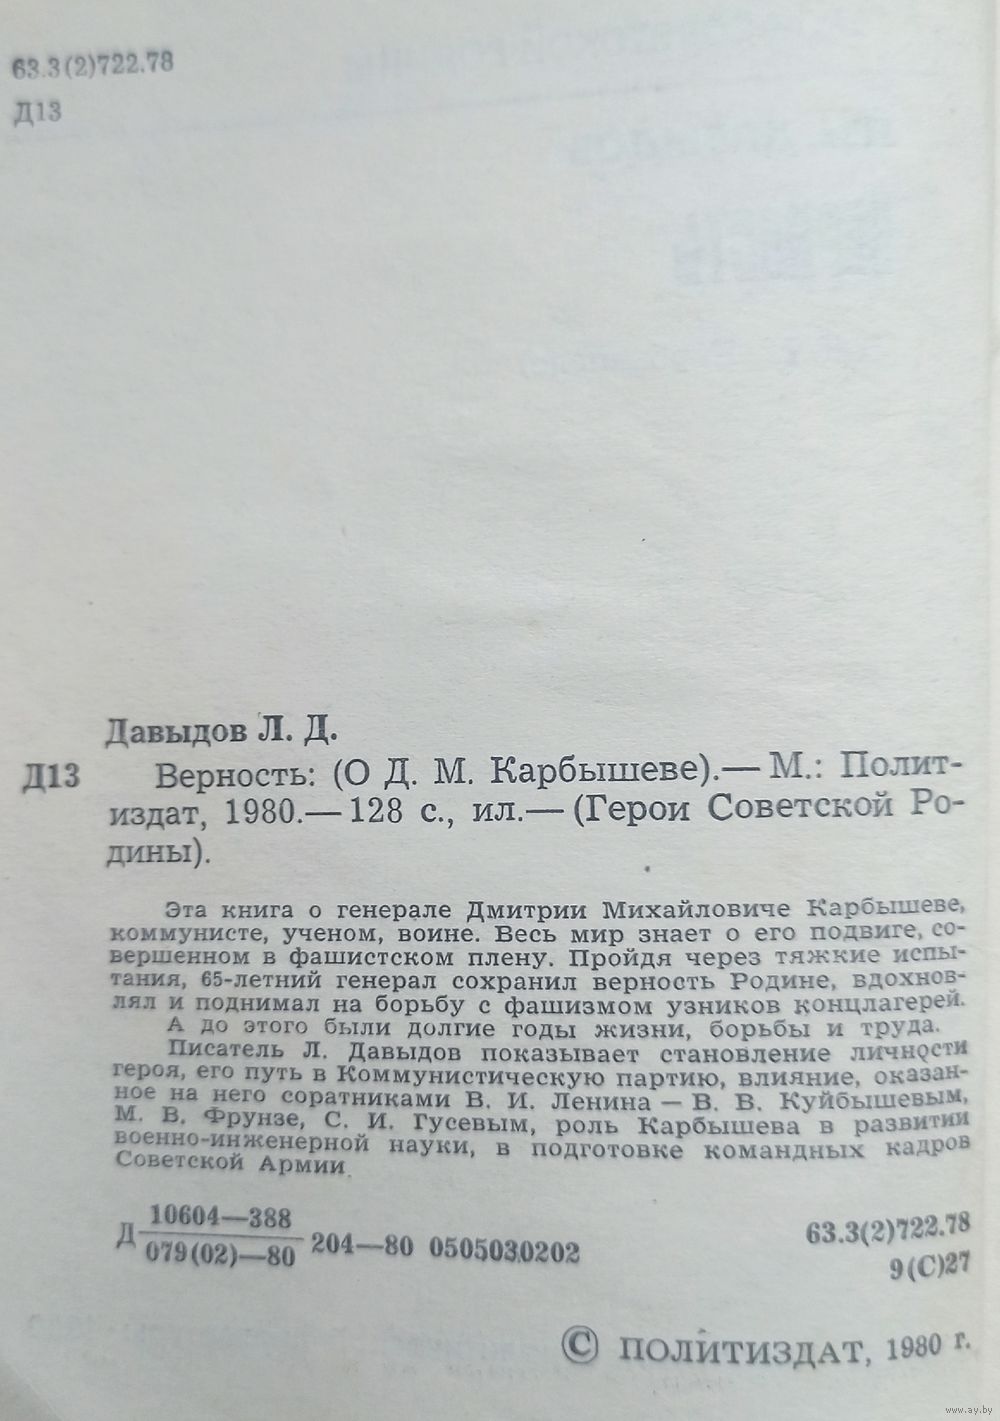 63.3(2)722.78
Д13
Давыдов Л. Д.
Д13 Верность: (О Д. М. Карбышеве).— М.: Полит-
издат, 1980.— 128 с., ил.— (Герои Советской Ро-
дины).
Эта книга о генерале Дмитрии Михайловиче Карбышеве,
коммунисте, ученом, воине. Весь мир знает о его подвиге, со-
вершенном в фашистском плену. Пройдя через тяжкие испы-
тания, 65-летний генерал сохранил верность Родине, вдохнов-
лял и поднимал на борьбу с фашизмом узников концлагерей.
А до этого были долгие годы жизни, борьбы и труда.
Писатель Л. Давыдов показывает становление личности
героя, его путь в Коммунистическую партию, влияние, оказан-
ное на него соратниками В. И. Ленина — В. В. Куйбышевым,
М. В. Фрунзе, С. И. Гусевым, роль Карбышева в развитии
военно-инженерной науки, в подготовке командных кадров
Советской Армии.
Д 10604—388
079(02)—80 204—80 0505030202
63.3(2)722.78
9(С)27
© ПОЛИТИЗДАТ, 1980 г.
www.ay.by